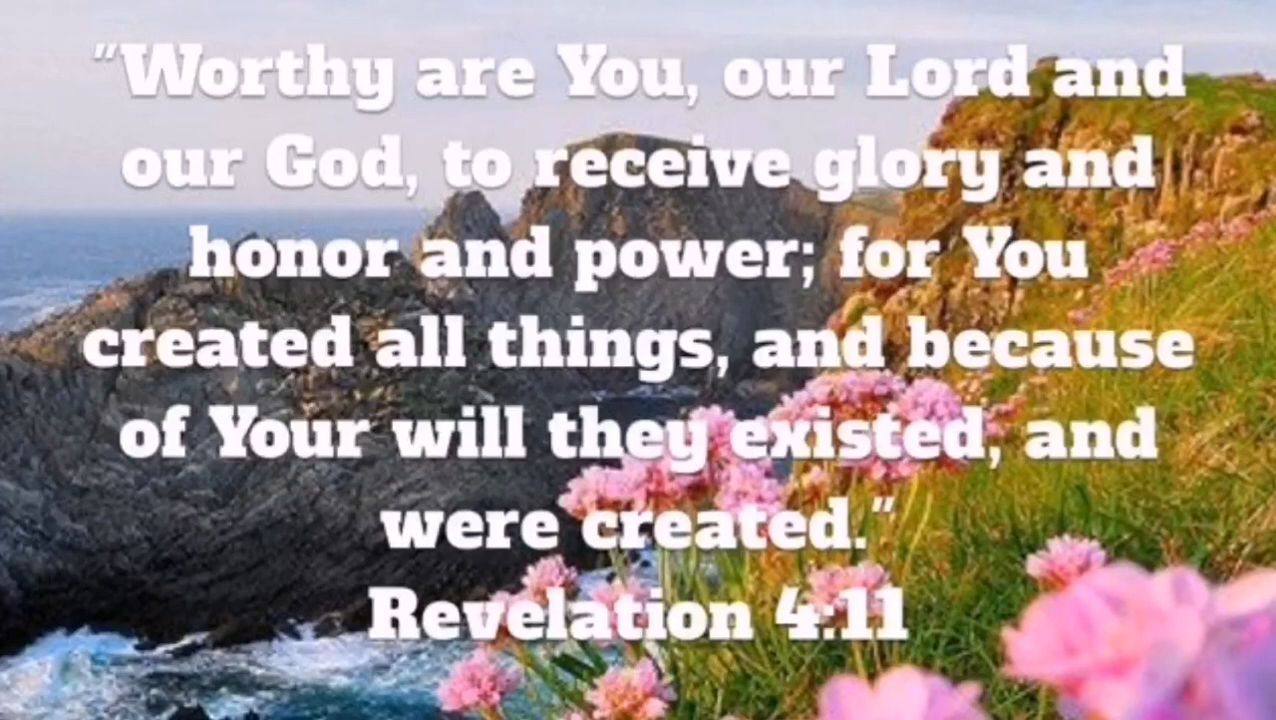 "Worthy are You, our Lord and
our God, to receive glory and
honor and power; for You
created all things, and because
of Your will they existed, and
were created."
Revelation 4:11